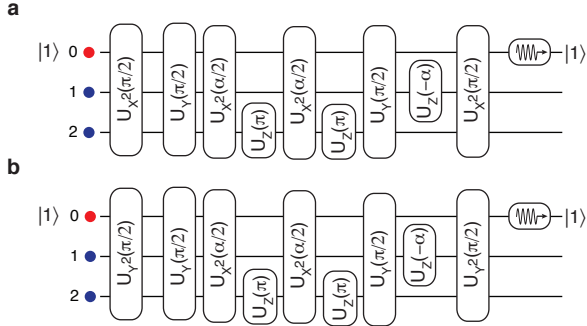 a
|1⟩ 0 U_X²(π/2) U_Y(π/2) U_X²(α/2) U_Z(π) U_X²(α/2) U_Z(π) U_Y(π/2) U_Z(-α) U_X²(π/2) |1⟩
1
2
b
|1⟩ 0 U_Y²(π/2) U_Y(π/2) U_X²(α/2) U_Z(π) U_X²(α/2) U_Z(π) U_Y(π/2) U_Z(-α) U_Y²(π/2) |1⟩
1
2